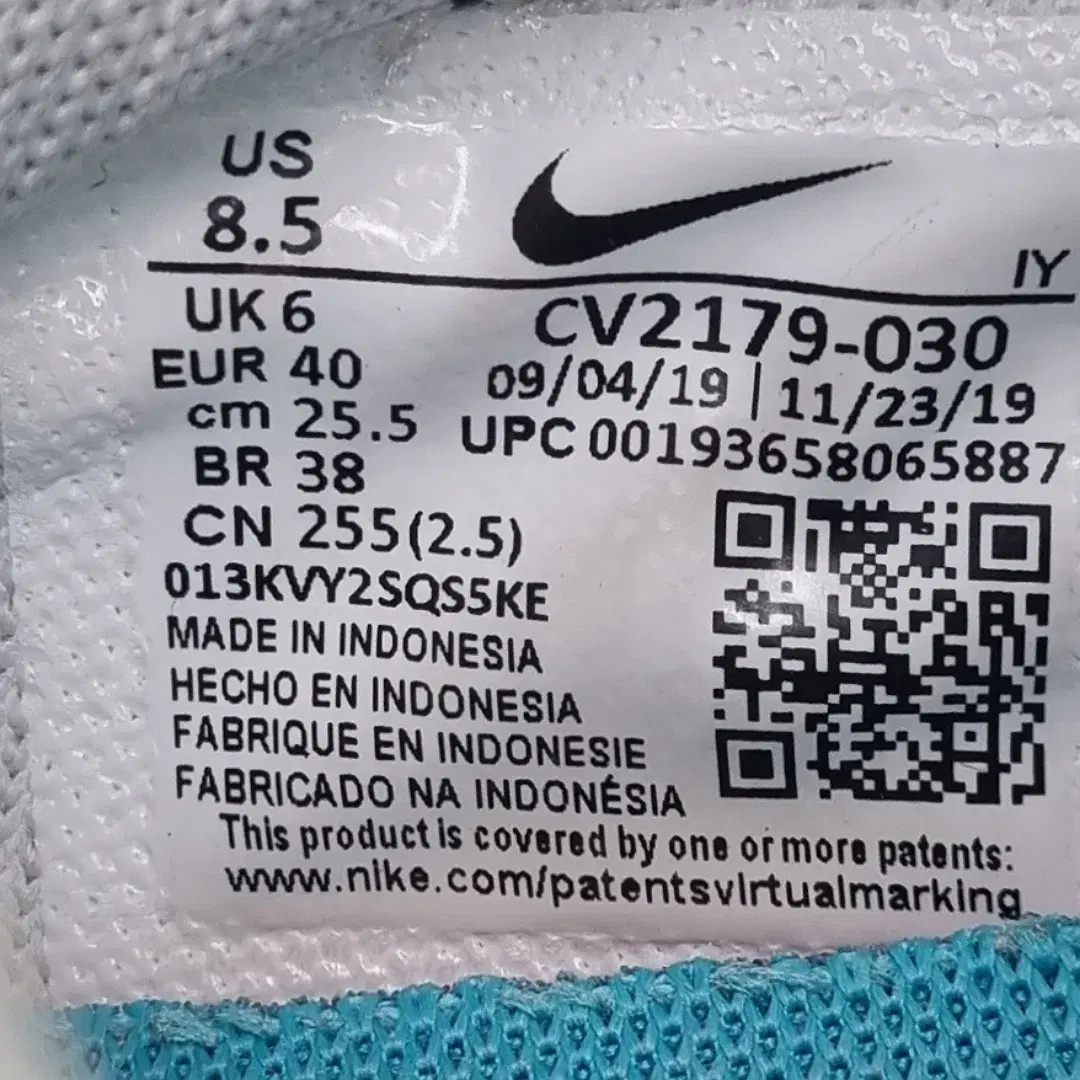 US
8.5
IY
UK 6
EUR 40
cm 25.5
BR 38
CN 255(2.5)
CV2179-030
09/04/19 | 11/23/19
UPC 00193658065887
013KVY2SQS5KE
MADE IN INDONESIA
HECHO EN INDONESIA
FABRIQUE EN INDONESIE
FABRICADO NA INDONÉSIA
This product is covered by one or more patents:
www.nike.com/patentsvirtualmarking